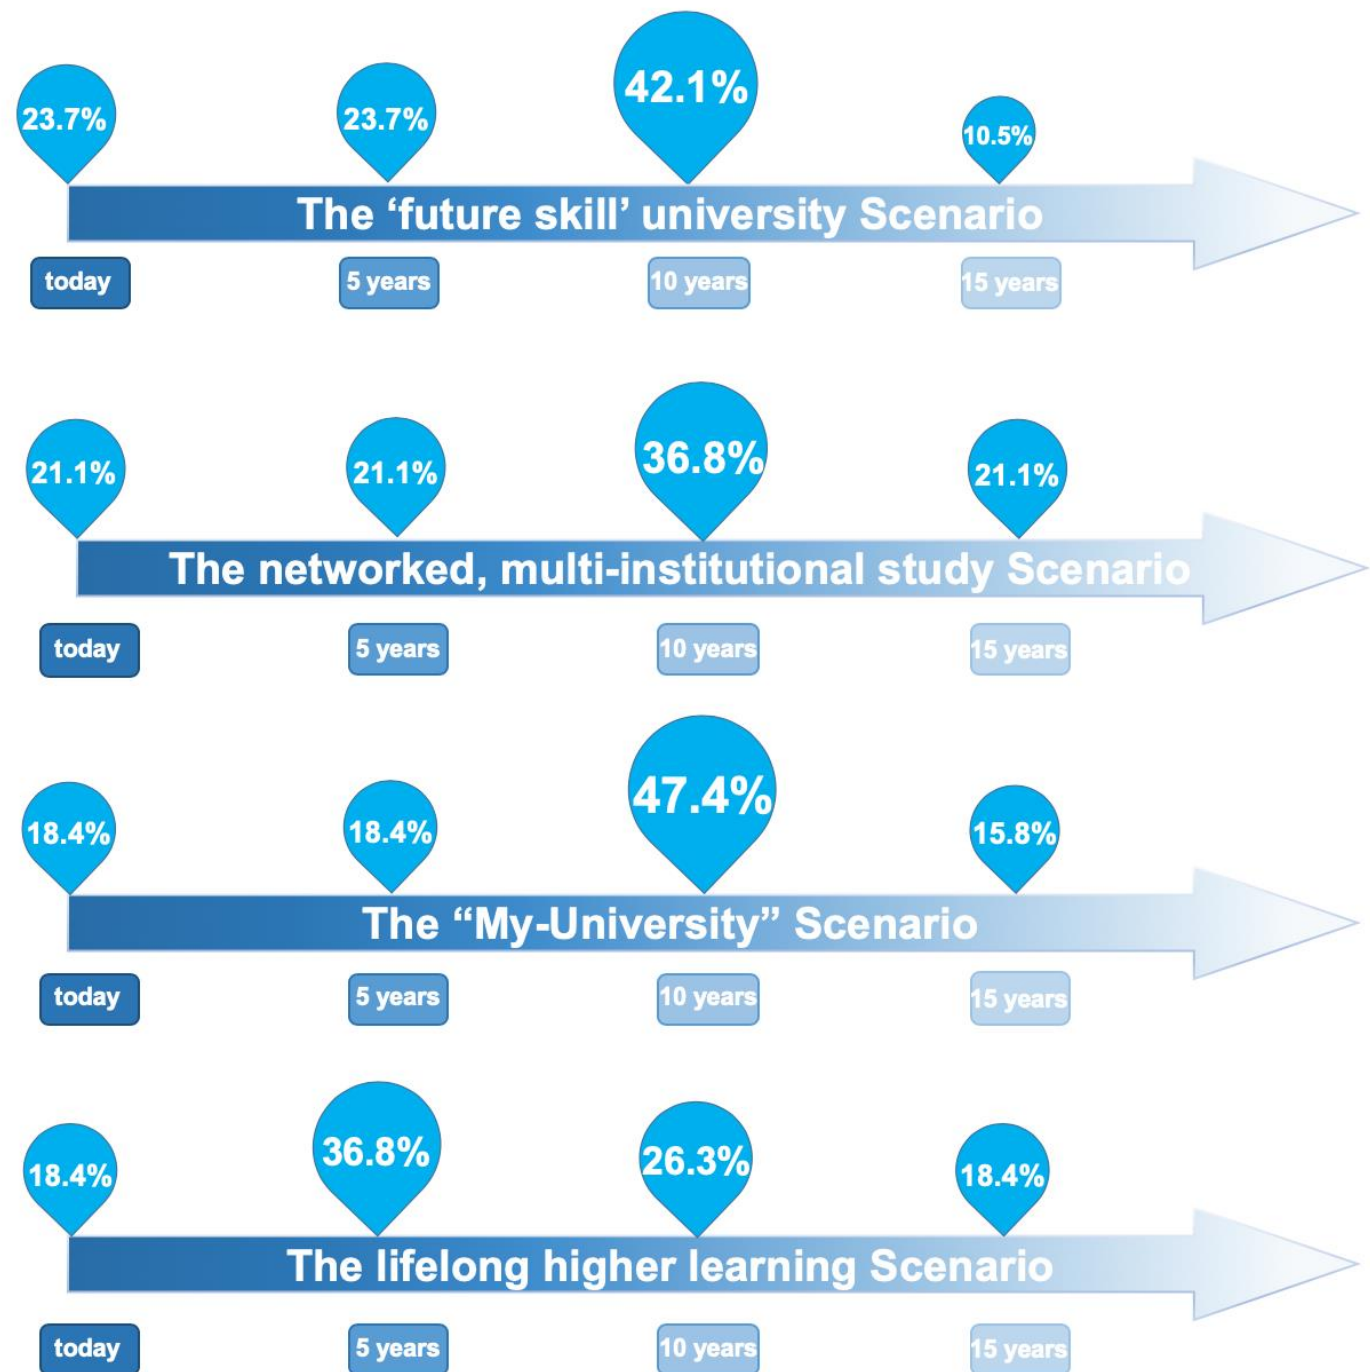 23.7% 23.7% 42.1% 10.5%
The ‘future skill’ university Scenario
today 5 years 10 years 15 years
21.1% 21.1% 36.8% 21.1%
The networked, multi-institutional study Scenario
today 5 years 10 years 15 years
18.4% 18.4% 47.4% 15.8%
The “My-University” Scenario
today 5 years 10 years 15 years
18.4% 36.8% 26.3% 18.4%
The lifelong higher learning Scenario
today 5 years 10 years 15 years